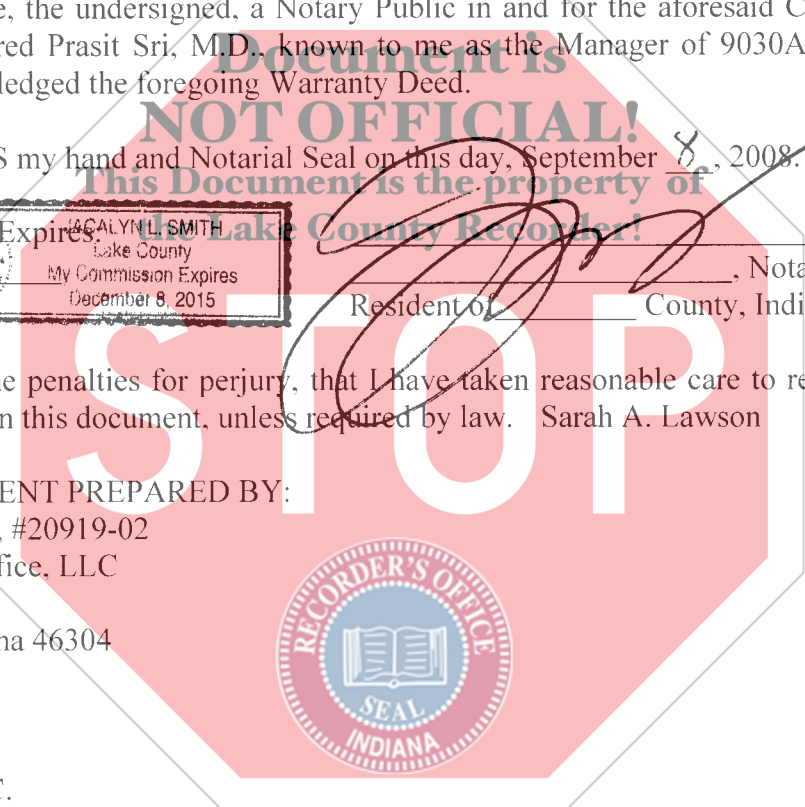 e, the undersigned, a Notary Public in and for the aforesaid C
red Prasit Sri, M.D., known to me as the Manager of 9030A
ledged the foregoing Warranty Deed.
Document is
NOT OFFICIAL!
This Document is the property of
the Lake County Recorder!
S my hand and Notarial Seal on this day, September 8, 2008.
Expires:
JACALYN L. SMITH
Lake County
My Commission Expires
December 8, 2015
, Nota
Resident of County, Indi
STOP
he penalties for perjury, that I have taken reasonable care to re
n this document, unless required by law. Sarah A. Lawson
ENT PREPARED BY:
, #20919-02
fice, LLC
na 46304
RECORDER'S OFFICE
SEAL
INDIANA
C.